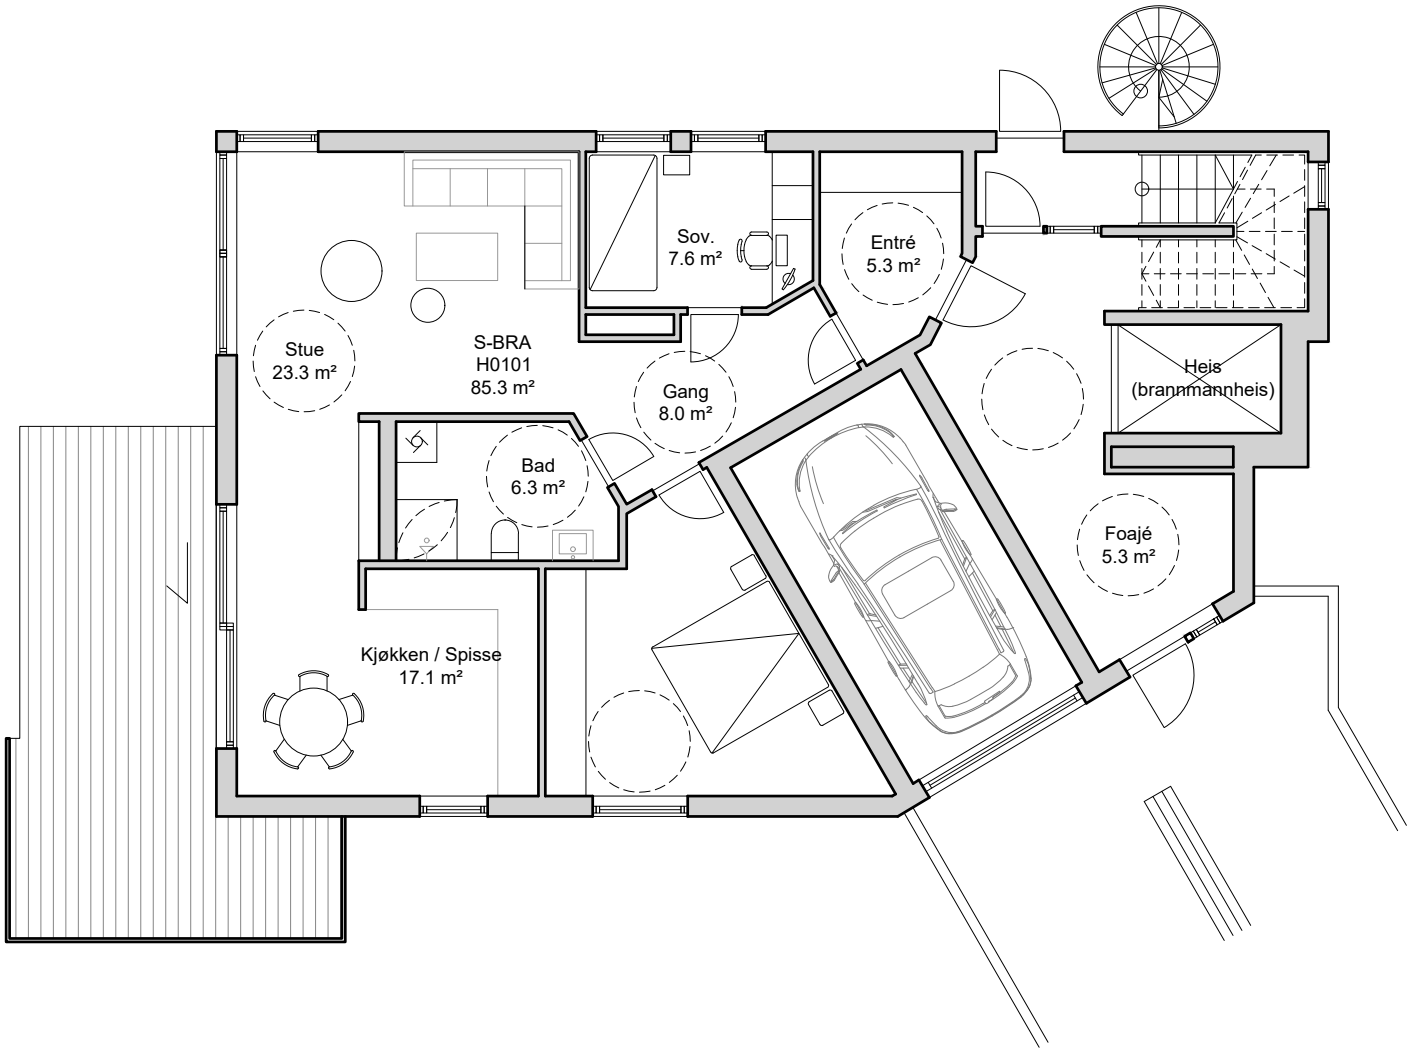 Sov.
7.6 m²
Entré
5.3 m²
Stue
23.3 m²
S-BRA
H0101
85.3 m²
Gang
8.0 m²
Heis
(brannmannheis)
Bad
6.3 m²
Foajé
5.3 m²
Kjøkken / Spisse
17.1 m²